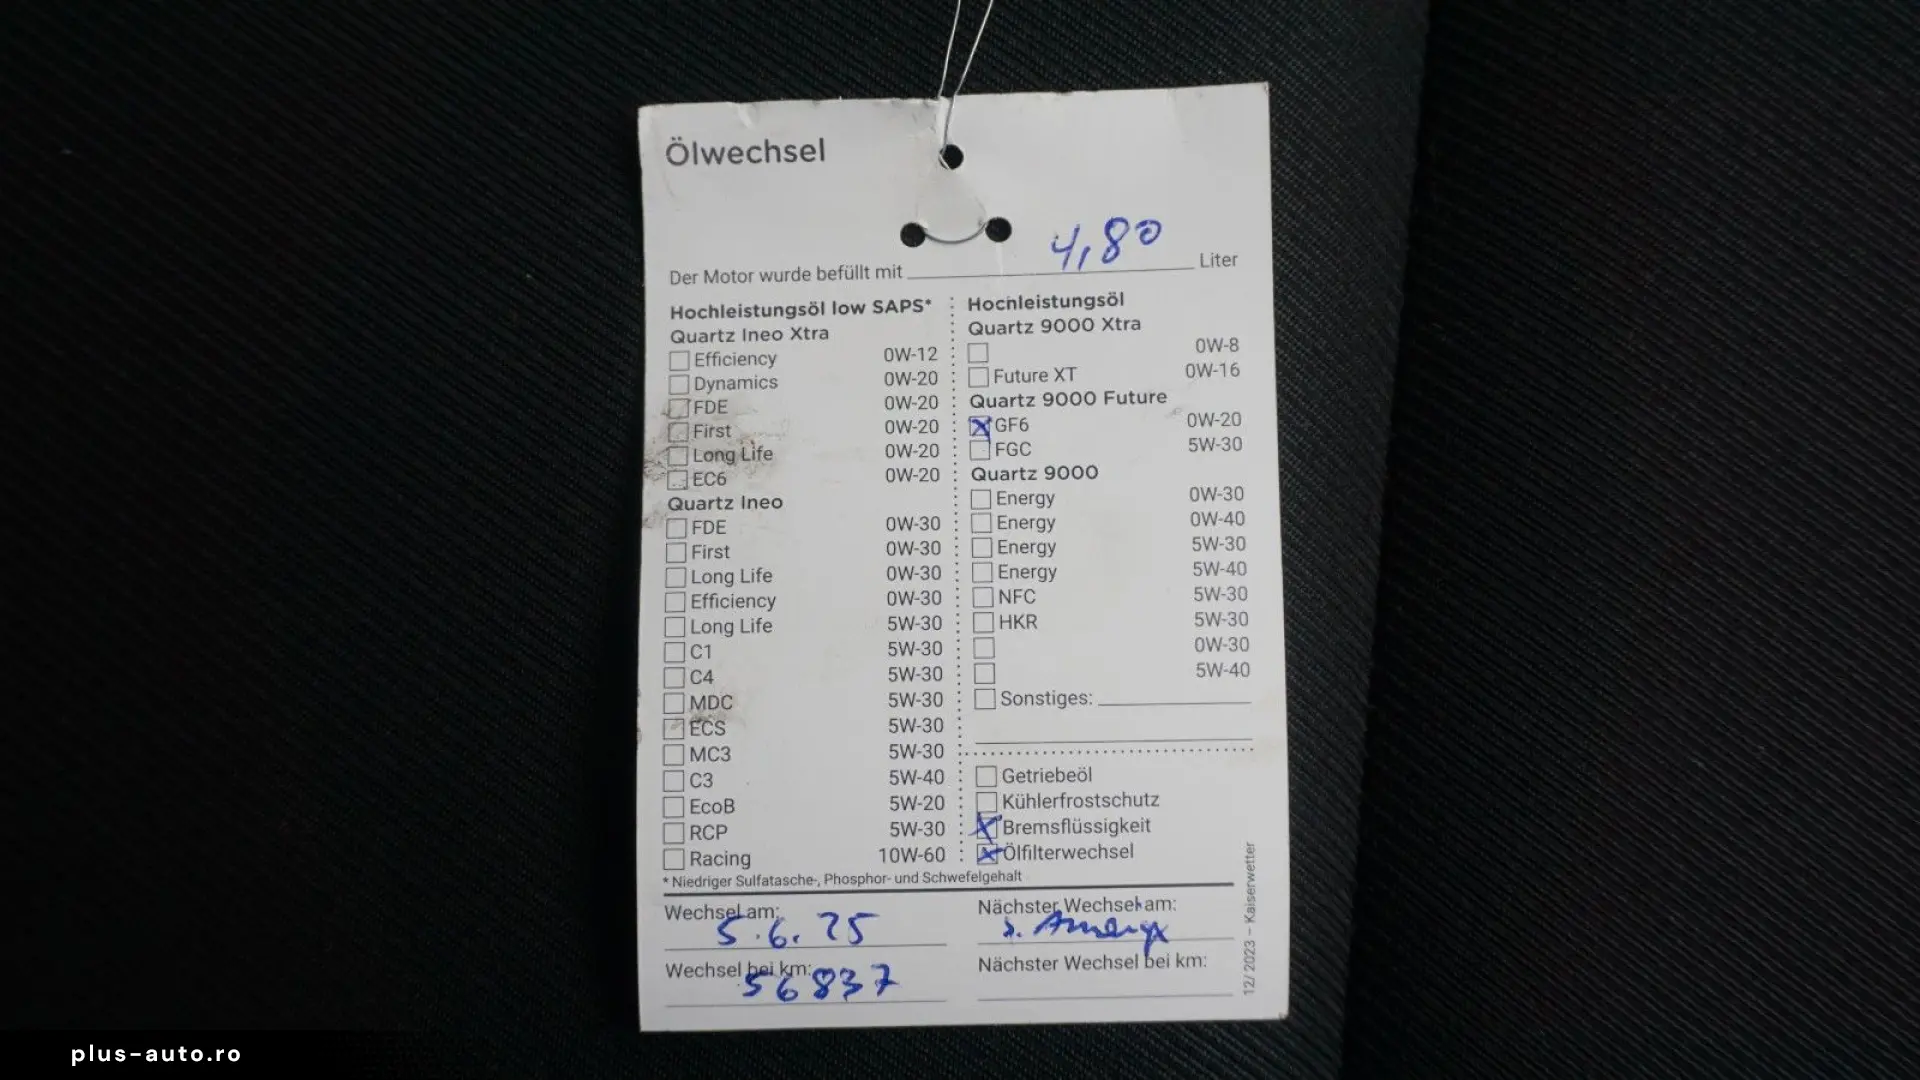 Ölwechsel
Der Motor wurde befüllt mit 4,80 Liter
Hochleistungsöl low SAPS*
Quartz Ineo Xtra
Efficiency 0W-12
Dynamics 0W-20
FDE 0W-20
First 0W-20
Long Life 0W-20
EC6 0W-20
Quartz Ineo
FDE 0W-30
First 0W-30
Long Life 0W-30
Efficiency 0W-30
Long Life 5W-30
C1 5W-30
C4 5W-30
MDC 5W-30
ECS 5W-30
MC3 5W-30
C3 5W-40
EcoB 5W-20
RCP 5W-30
Racing 10W-60
* Niedriger Sulfatasche-, Phosphor- und Schwefelgehalt
Hochleistungsöl
Quartz 9000 Xtra
0W-8
Future XT 0W-16
Quartz 9000 Future
GF6 0W-20
FGC 5W-30
Quartz 9000
Energy 0W-30
Energy 0W-40
Energy 5W-30
Energy 5W-40
NFC 5W-30
HKR 5W-30
0W-30
5W-40
Sonstiges:
Getriebeöl
Kühlerfrostschutz
Bremsflüssigkeit
Ölfilterwechsel
Wechsel am: 5.6.25
Wechsel bei km: 56837
Nächster Wechsel am:
Nächster Wechsel bei km:
12/2023 – Kaiserwetter
plus-auto.ro